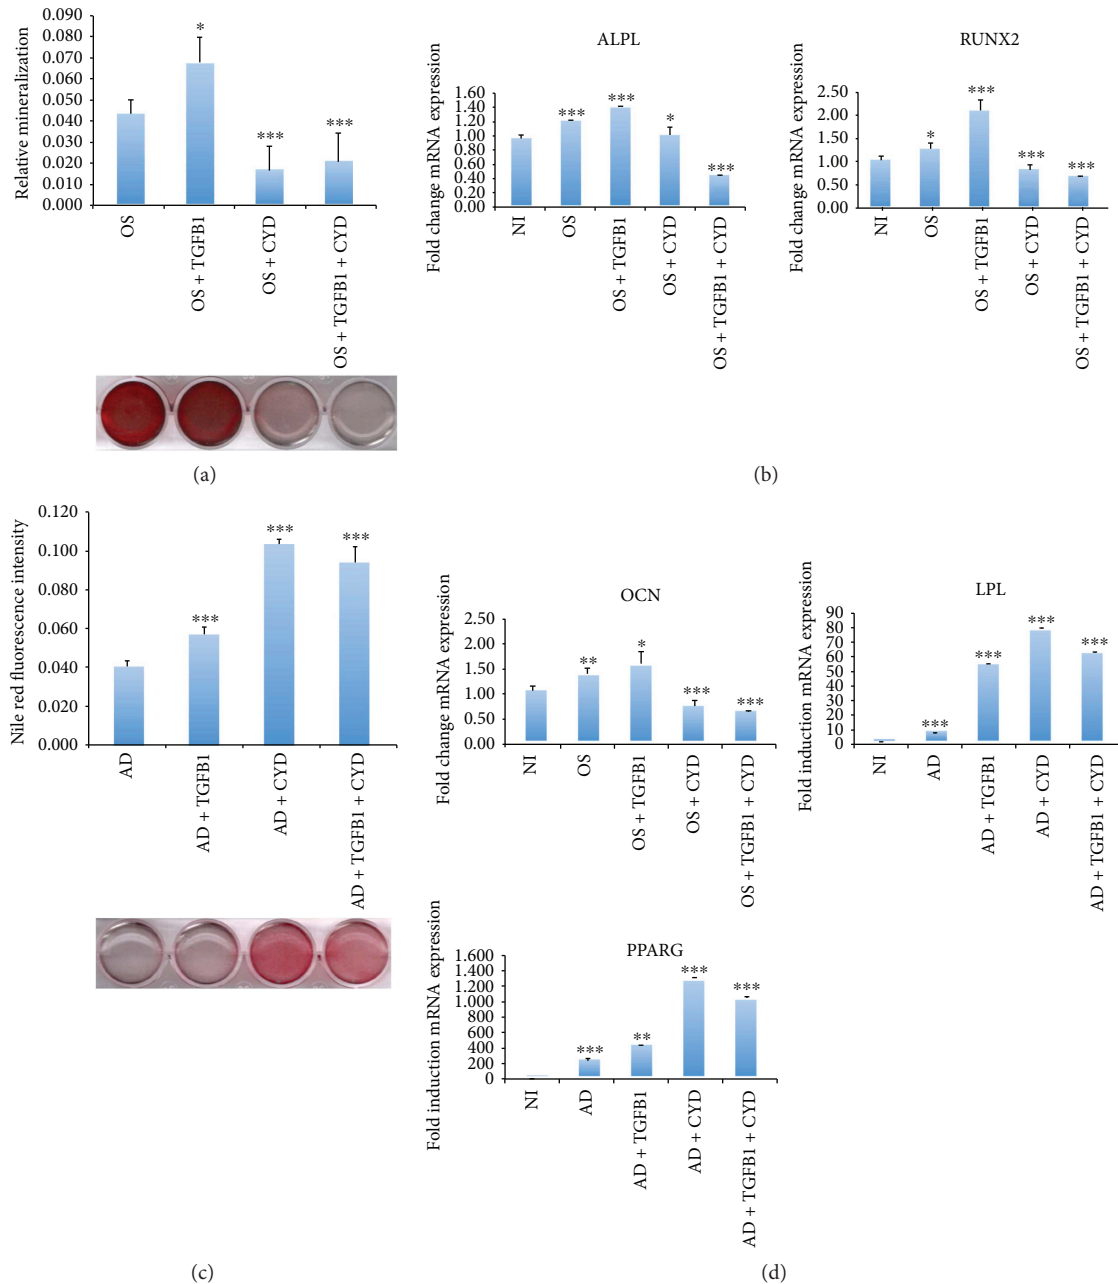 Relative mineralization
0.090
0.080
0.070
0.060
0.050
0.040
0.030
0.020
0.010
0.000
*
***
***
OS
OS + TGFB1
OS + CYD
OS + TGFB1 + CYD
(a)
ALPL
Fold change mRNA expression
1.60
1.40
1.20
1.00
0.80
0.60
0.40
0.20
0.00
***
***
*
***
NI
OS
OS + TGFB1
OS + CYD
OS + TGFB1 + CYD
RUNX2
Fold change mRNA expression
2.50
2.00
1.50
1.00
0.50
0.00
*
***
***
***
NI
OS
OS + TGFB1
OS + CYD
OS + TGFB1 + CYD
(b)
Nile red fluorescence intensity
0.120
0.100
0.080
0.060
0.040
0.020
0.000
***
***
***
AD
AD + TGFB1
AD + CYD
AD + TGFB1 + CYD
(c)
OCN
Fold change mRNA expression
2.50
2.00
1.50
1.00
0.50
0.00
**
*
***
***
NI
OS
OS + TGFB1
OS + CYD
OS + TGFB1 + CYD
LPL
Fold induction mRNA expression
90
80
70
60
50
40
30
20
10
0
***
***
***
***
NI
AD
AD + TGFB1
AD + CYD
AD + TGFB1 + CYD
PPARG
Fold induction mRNA expression
1.600
1.400
1.200
1.000
800
600
400
200
0
***
**
***
***
NI
AD
AD + TGFB1
AD + CYD
AD + TGFB1 + CYD
(d)